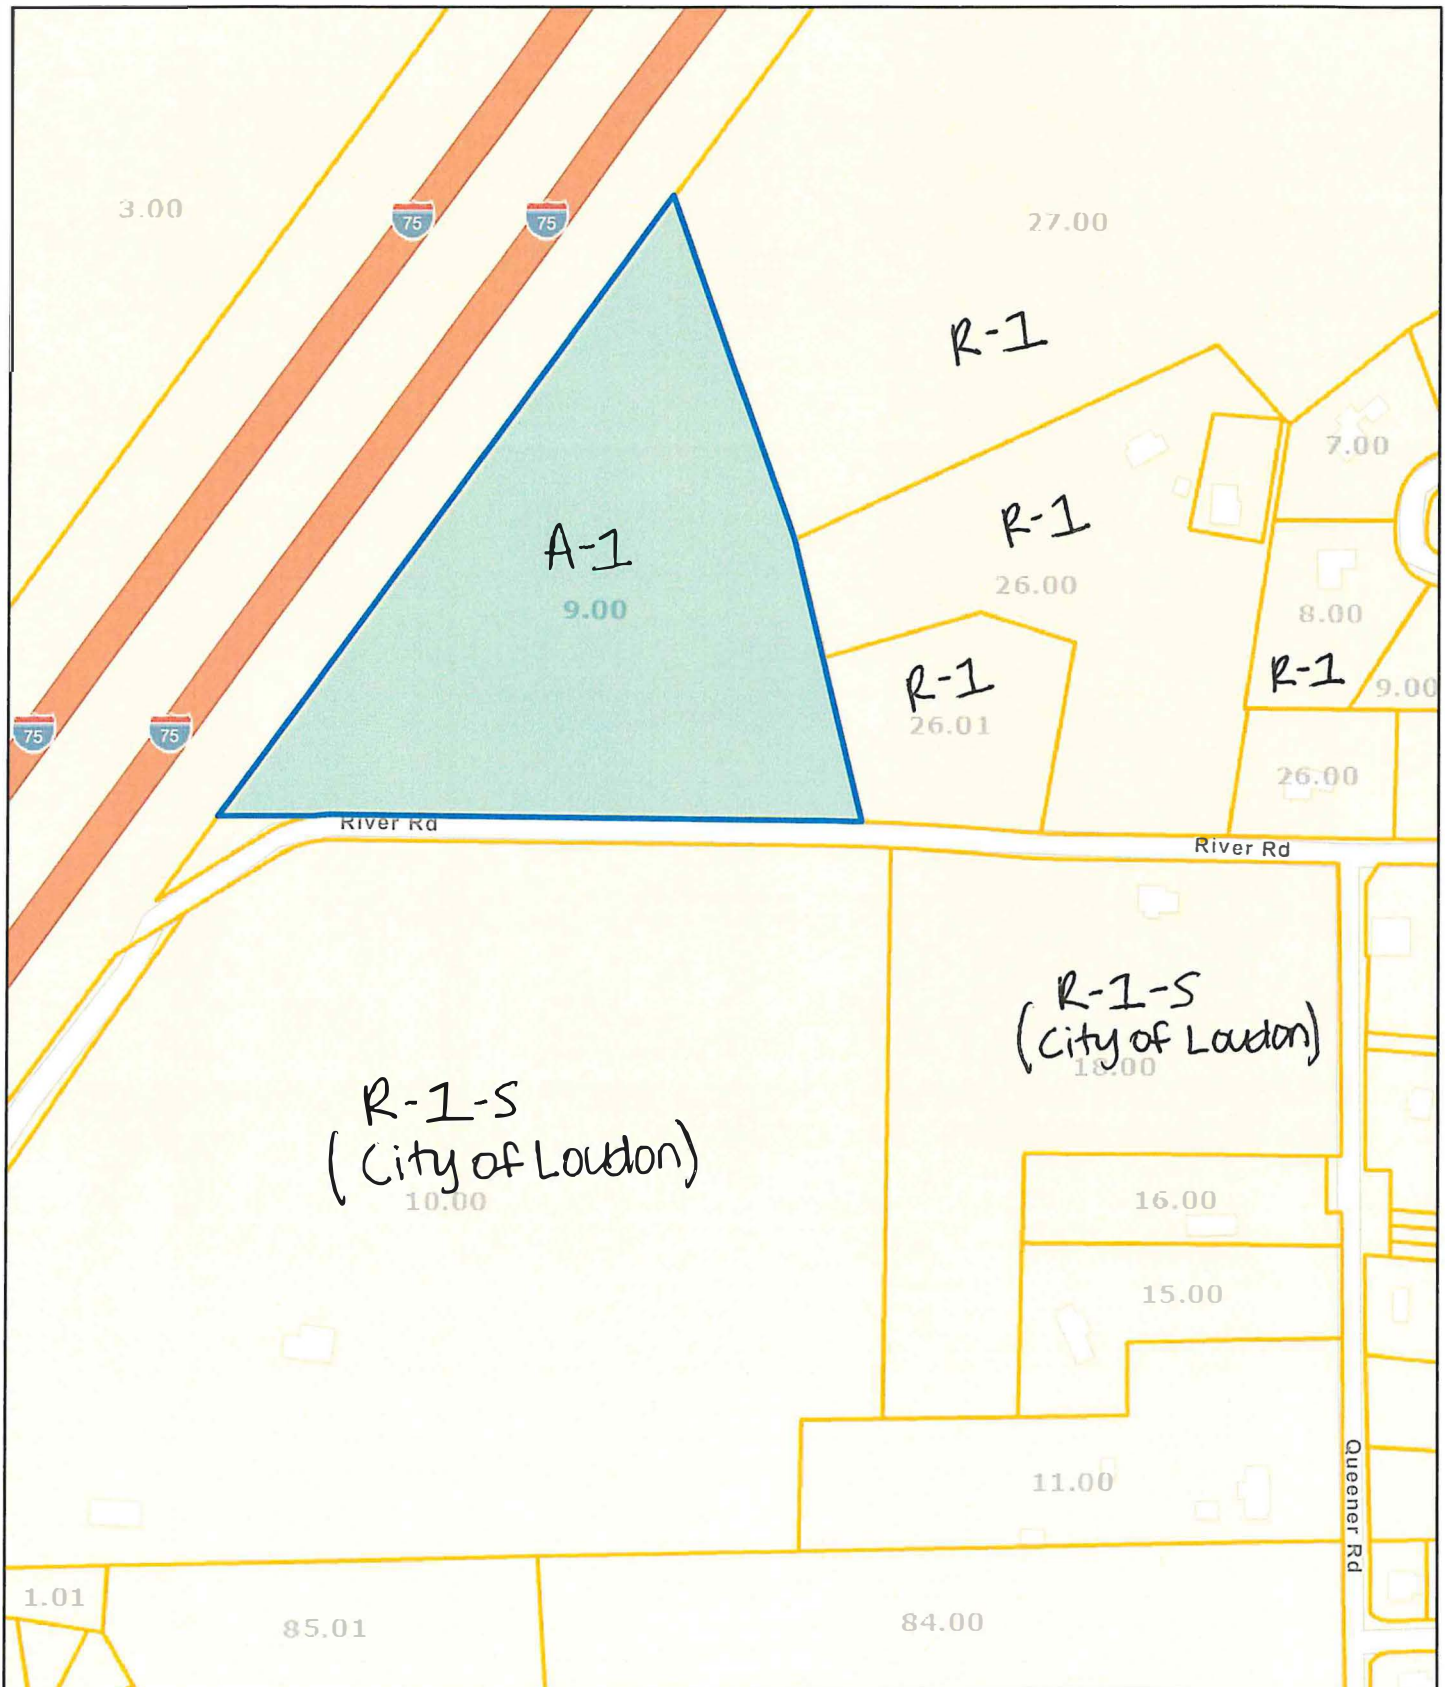 3.00
75
75
27.00
R-1
7.00
R-1
A-1
26.00
9.00
8.00
R-1
R-1
9.00
26.01
75
75
26.00
River Rd
River Rd
R-1-S
(City of Loudon)
18.00
R-1-S
(City of Loudon)
10.00
16.00
15.00
11.00
Queener Rd
1.01
85.01
84.00